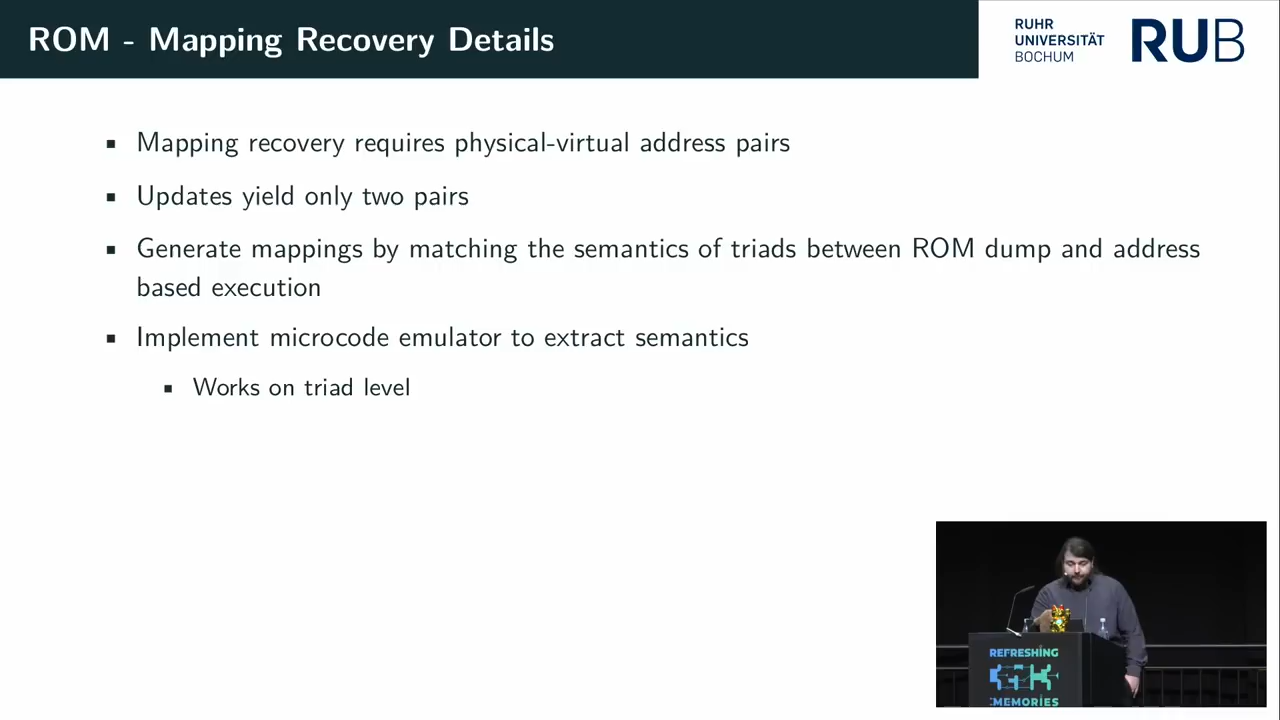 ROM - Mapping Recovery Details
RUHR
UNIVERSITÄT
BOCHUM
RUB
Mapping recovery requires physical-virtual address pairs
Updates yield only two pairs
Generate mappings by matching the semantics of triads between ROM dump and address
based execution
Implement microcode emulator to extract semantics
Works on triad level
REFRESHING
MEMORIES